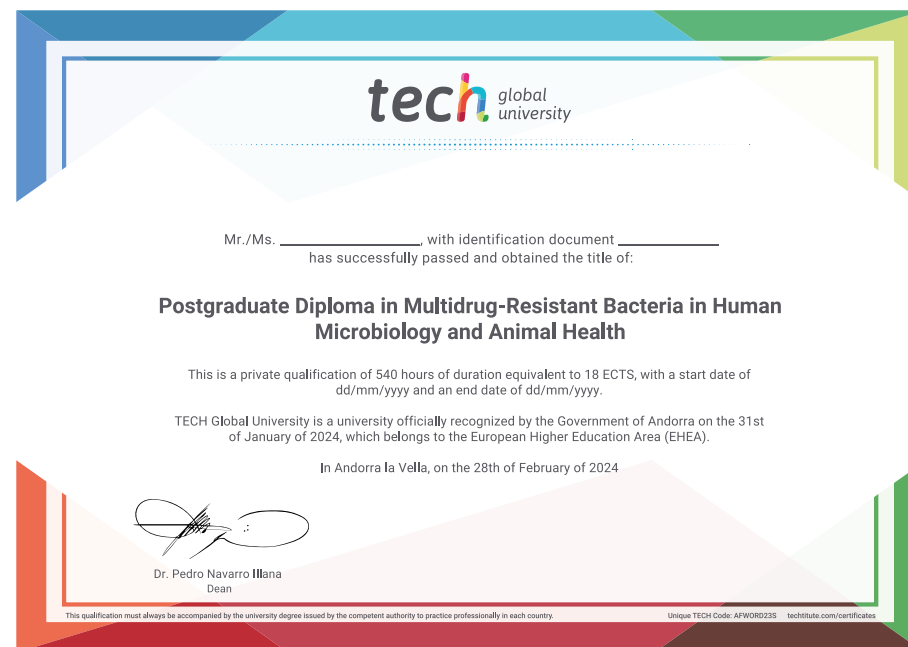 tech global university
Mr./Ms. ____________________, with identification document ______________
has successfully passed and obtained the title of:
Postgraduate Diploma in Multidrug-Resistant Bacteria in Human
Microbiology and Animal Health
This is a private qualification of 540 hours of duration equivalent to 18 ECTS, with a start date of
dd/mm/yyyy and an end date of dd/mm/yyyy.
TECH Global University is a university officially recognized by the Government of Andorra on the 31st
of January of 2024, which belongs to the European Higher Education Area (EHEA).
In Andorra la Vella, on the 28th of February of 2024
Dr. Pedro Navarro Illana
Dean
This qualification must always be accompanied by the university degree issued by the competent authority to practice professionally in each country.
Unique TECH Code: AFWORD23S techtitute.com/certificates